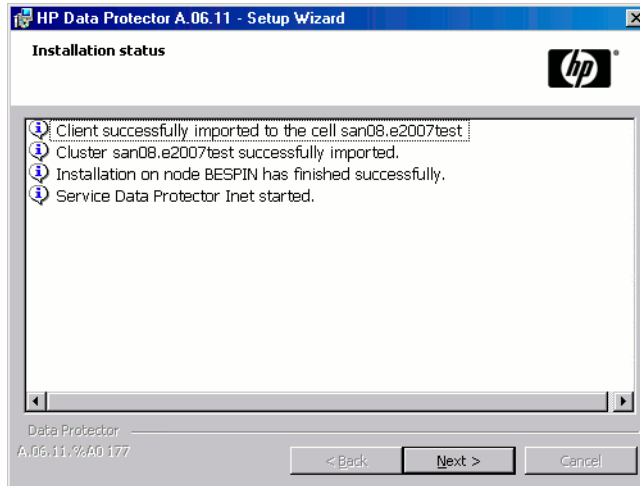 HP Data Protector A.06.11 - Setup Wizard
Installation status
hp
Client successfully imported to the cell san08.e2007test
Cluster san08.e2007test successfully imported.
Installation on node BESPIN has finished successfully.
Service Data Protector Inet started.
Data Protector
A.06.11.%A0 177
< Back
Next >
Cancel